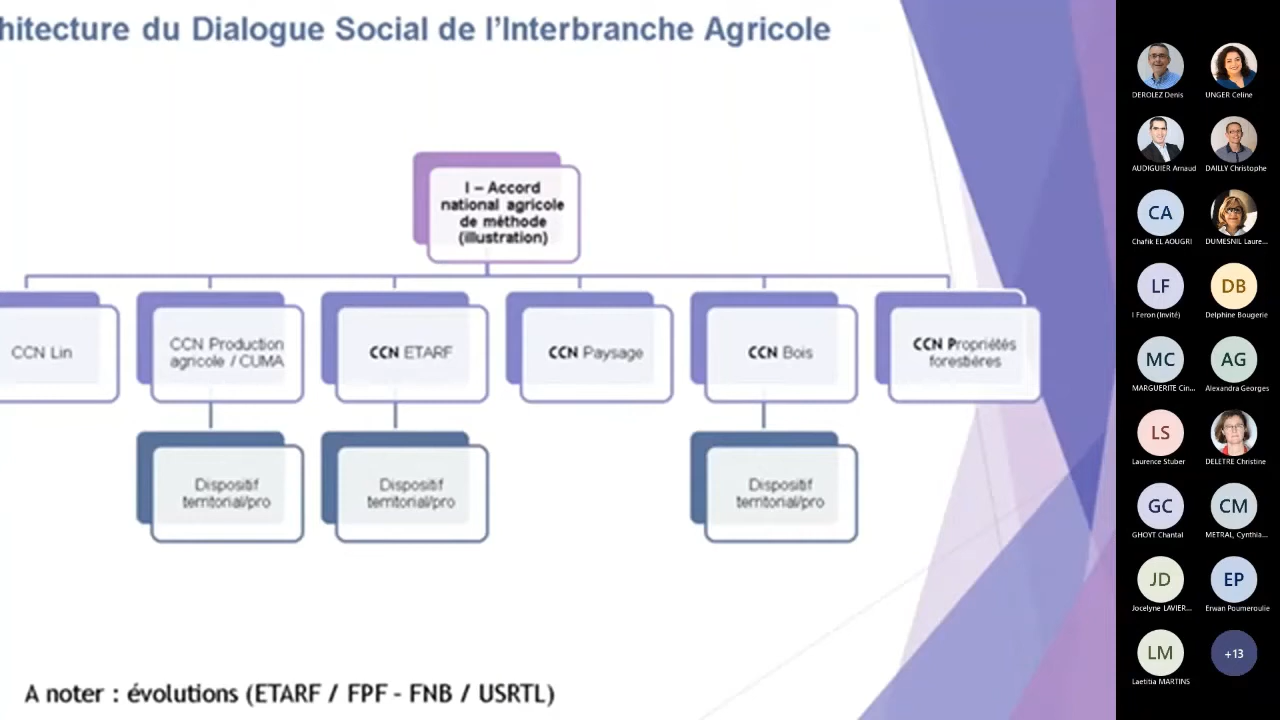 hitecture du Dialogue Social de l'Interbranche Agricole
I – Accord
national agricole
de méthode
(illustration)
CCN Lin
CCN Production
agricole / CUMA
CCN ETARF
CCN Paysage
CCN Bois
CCN Propriétés
forestières
Dispositif
territorial/pro
Dispositif
territorial/pro
Dispositif
territorial/pro
A noter : évolutions (ETARF / FPF - FNB / USRTL)
DEROLEZ Denis
UNGER Celine
AUDIGUIER Arnaud
DAILLY Christophe
CA
Chafik EL AOUGRI
DUMESNIL Laure...
LF
l Feron (Invité)
DB
Delphine Bougerie
MC
MARGUERITE Cin...
AG
Alexandra Georges
LS
Laurence Stuber
DELETRE Christine
GC
GHOYT Chantal
CM
METRAL, Cynthia...
JD
Jocelyne LAVIER...
EP
Erwan Poumeroulie
LM
Laetitia MARTINS
+13